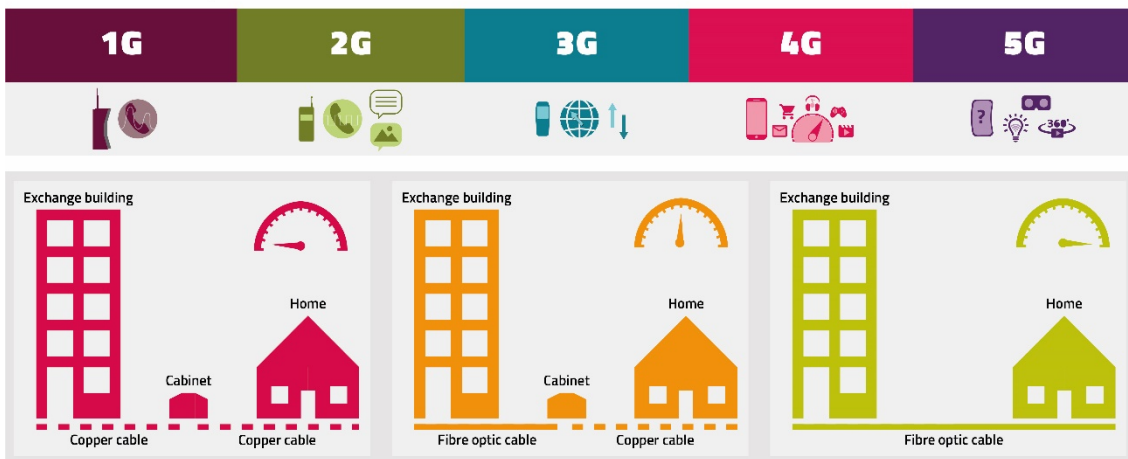 1G 2G 3G 4G 5G
?
360°
Exchange building
Home
Cabinet
Copper cable Copper cable
Exchange building
Home
Cabinet
Fibre optic cable Copper cable
Exchange building
Home
Fibre optic cable